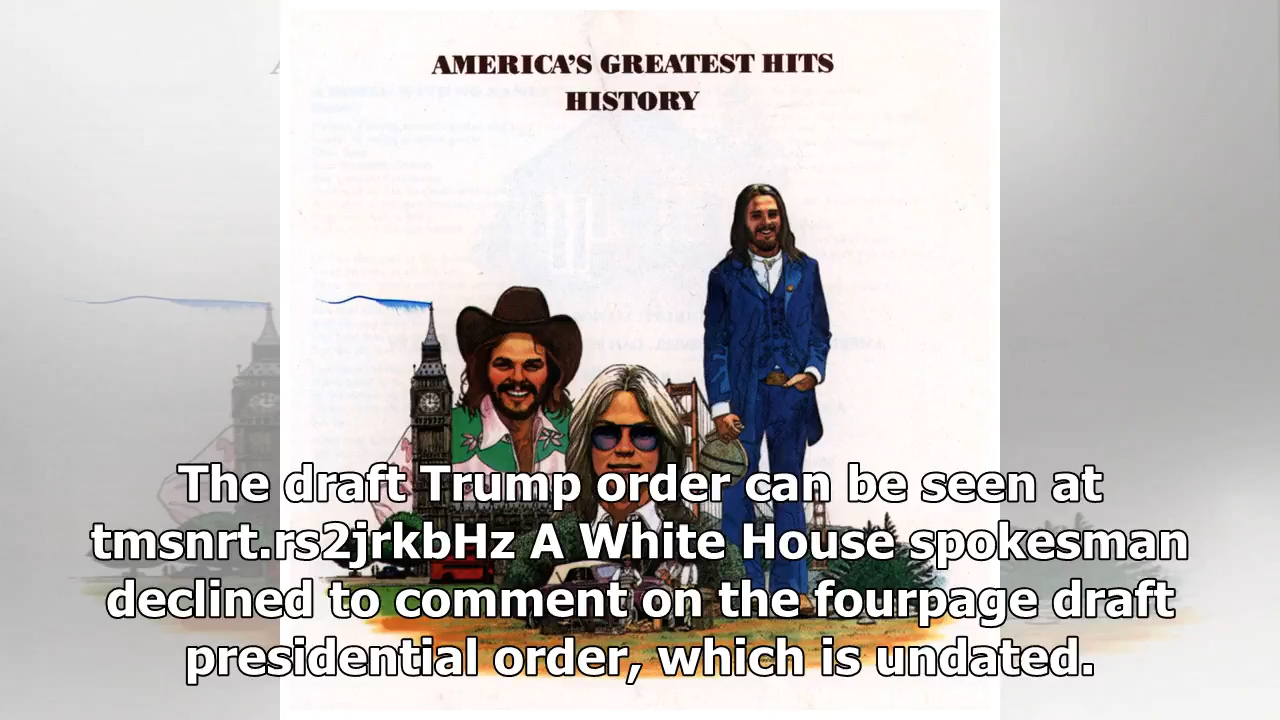 AMERICA'S GREATEST HITS
HISTORY
The draft Trump order can be seen at
tmsnrt.rs2jrkbHz A White House spokesman
declined to comment on the fourpage draft
presidential order, which is undated.